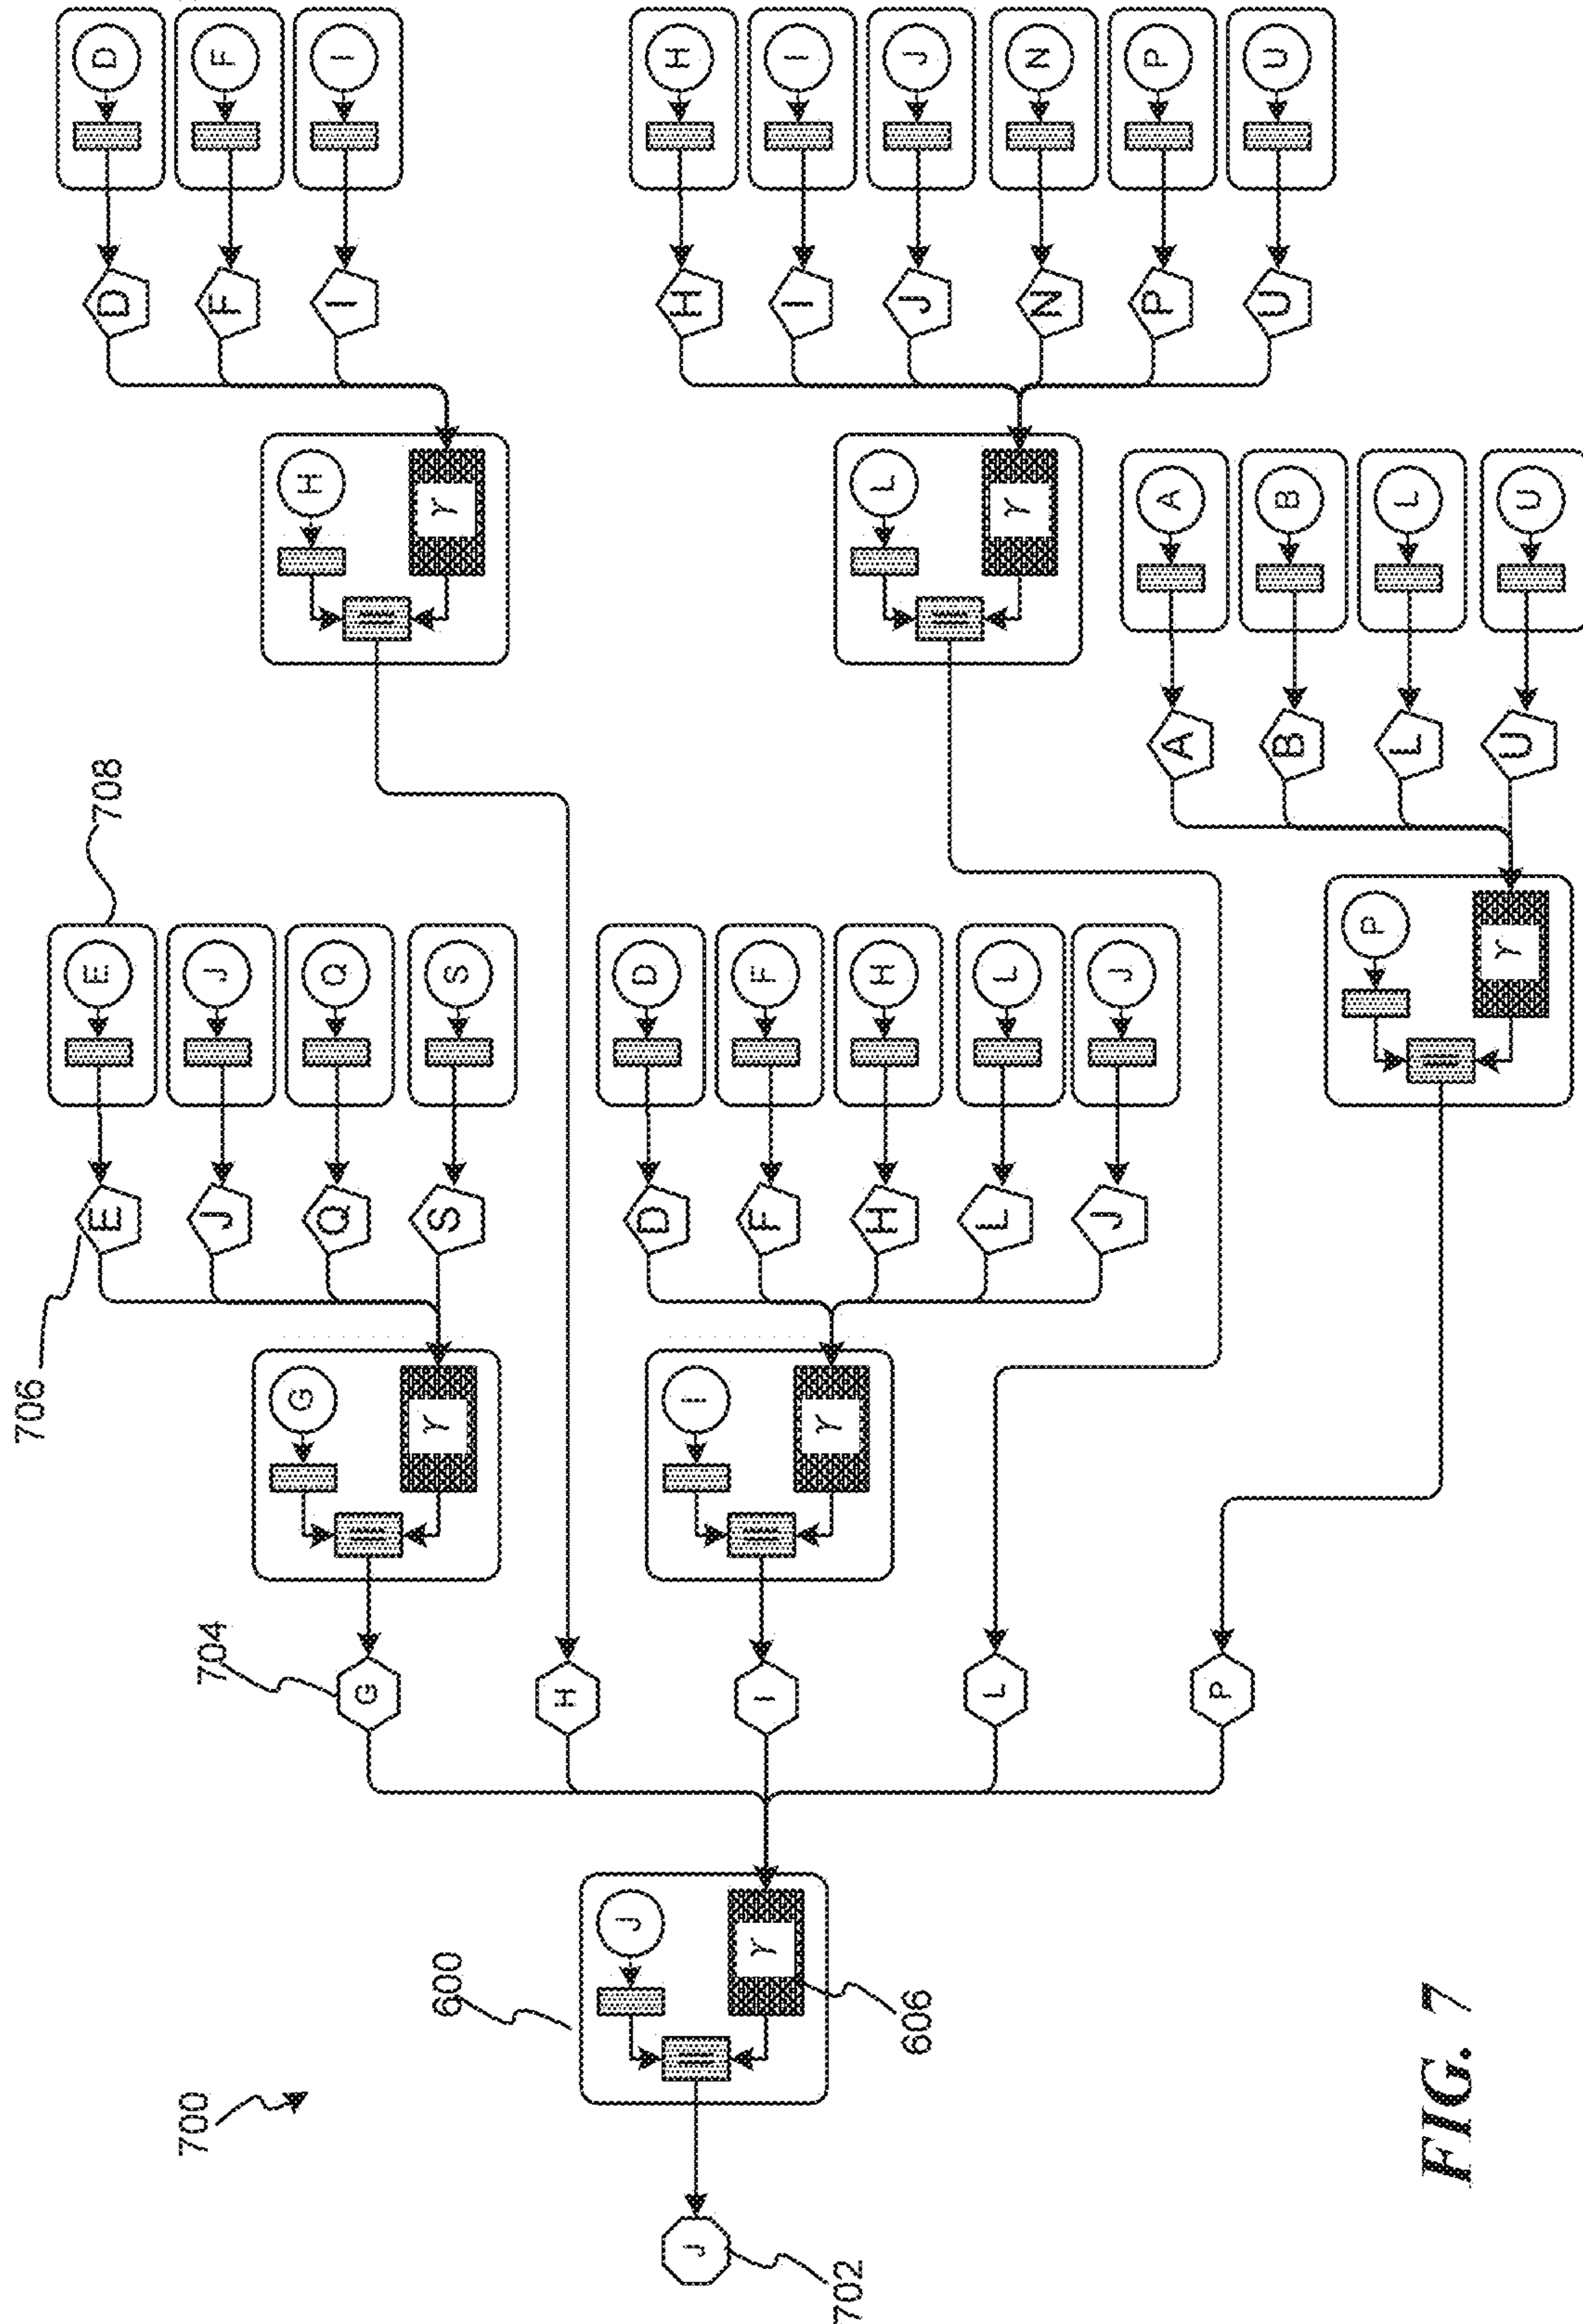 706
E E 708 D D
700 704 J J F F
G Q Q H I I
G
600 γ S S γ
H
J D D H H
J I
γ I F F I I
702 γ
H H L
606 J J
L L L γ N N
J J P P
A A
P
B B U U
P L L
FIG. 7
γ U U